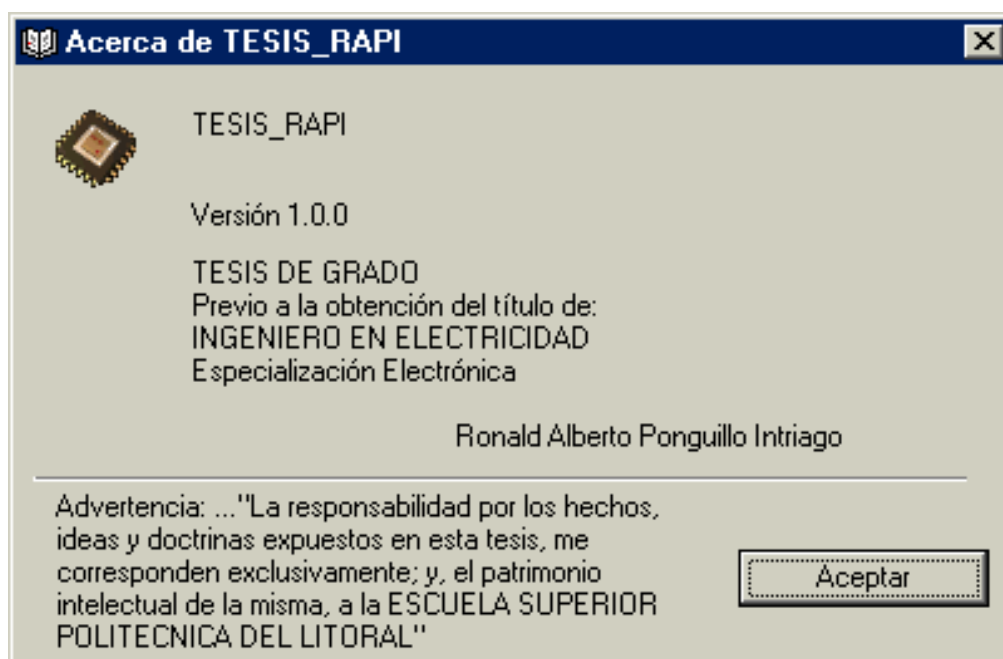 Acerca de TESIS_RAPI
TESIS_RAPI
Versión 1.0.0
TESIS DE GRADO
Previo a la obtención del título de:
INGENIERO EN ELECTRICIDAD
Especialización Electrónica
Ronald Alberto Ponguillo Intriago
Advertencia: ..."La responsabilidad por los hechos,
ideas y doctrinas expuestos en esta tesis, me
corresponden exclusivamente; y, el patrimonio
intelectual de la misma, a la ESCUELA SUPERIOR
POLITECNICA DEL LITORAL"
Aceptar